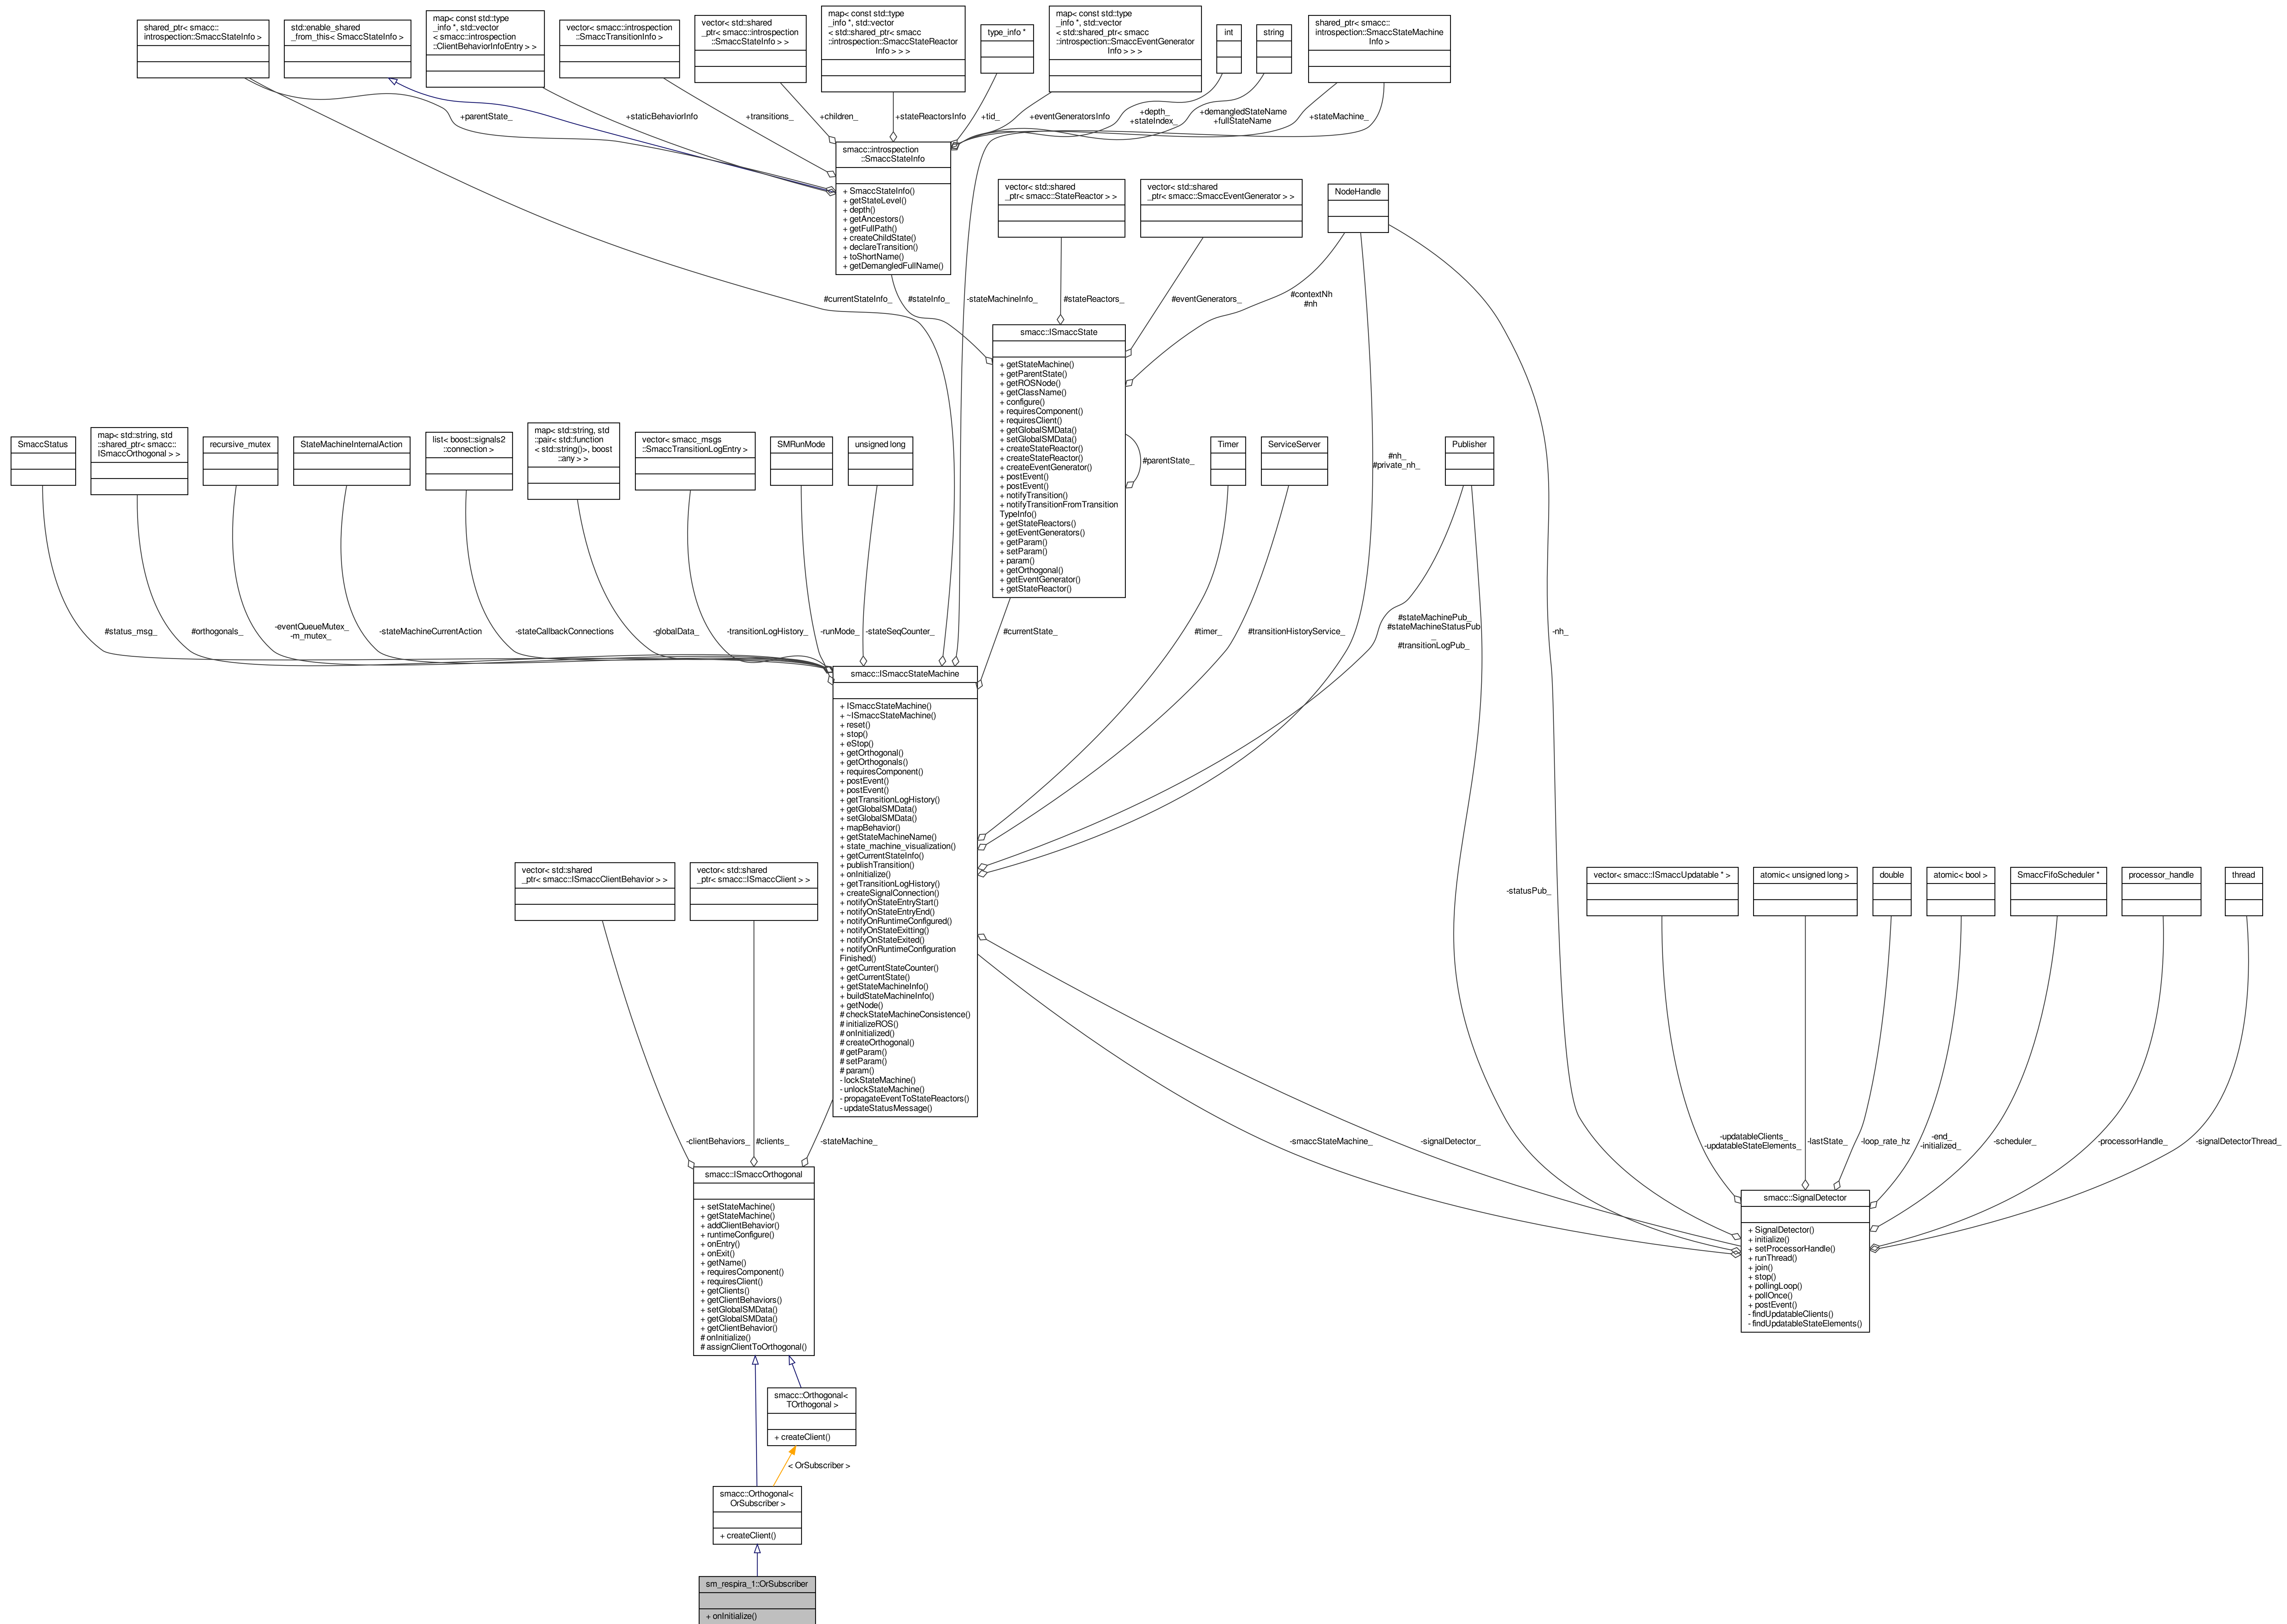 shared_ptr< smacc::
introspection::SmaccStateInfo >
std::enable_shared
_from_this< SmaccStateInfo >
map< const std::type
_info *, std::vector
< smacc::introspection
::ClientBehaviorInfoEntry > >
vector< smacc::introspection
::SmaccTransitionInfo >
vector< std::shared
_ptr< smacc::introspection
::SmaccStateInfo > >
map< const std::type
_info *, std::vector
< std::shared_ptr< smacc
::introspection::SmaccStateReactor
Info > > >
type_info *
map< const std::type
_info *, std::vector
< std::shared_ptr< smacc
::introspection::SmaccEventGenerator
Info > > >
int
string
shared_ptr< smacc::
introspection::SmaccStateMachine
Info >
+parentState_
+staticBehaviorInfo
+transitions_
+children_
+stateReactorsInfo
+tid_
+eventGeneratorsInfo
+depth_
+stateIndex_
+demangledStateName
+fullStateName
+stateMachine_
smacc::introspection
::SmaccStateInfo
+ SmaccStateInfo()
+ getStateLevel()
+ depth()
+ getAncestors()
+ getFullPath()
+ createChildState()
+ declareTransition()
+ toShortName()
+ getDemangledFullName()
vector< std::shared
_ptr< smacc::StateReactor > >
vector< std::shared
_ptr< smacc::SmaccEventGenerator > >
NodeHandle
#currentStateInfo_
#stateInfo_
-stateMachineInfo_
#stateReactors_
#eventGenerators_
#contextNh
#nh
smacc::ISmaccState
+ getStateMachine()
+ getParentState()
+ getROSNode()
+ getClassName()
+ configure()
+ requiresComponent()
+ requiresClient()
+ getGlobalSMData()
+ setGlobalSMData()
+ createStateReactor()
+ createStateReactor()
+ createEventGenerator()
+ postEvent()
+ postEvent()
+ notifyTransition()
+ notifyTransitionFromTransition
TypeInfo()
+ getStateReactors()
+ getEventGenerators()
+ getParam()
+ setParam()
+ param()
+ getOrthogonal()
+ getEventGenerator()
+ getStateReactor()
#parentState_
SmaccStatus
map< std::string, std
::shared_ptr< smacc::
ISmaccOrthogonal > >
recursive_mutex
StateMachineInternalAction
list< boost::signals2
::connection >
map< std::string, std
::pair< std::function
< std::string()>, boost
::any > >
vector< smacc_msgs
::SmaccTransitionLogEntry >
SMRunMode
unsigned long
Timer
ServiceServer
Publisher
#nh_
#private_nh_
#status_msg_
#orthogonals_
-eventQueueMutex_
-m_mutex_
-stateMachineCurrentAction
-stateCallbackConnections
-globalData_
-transitionLogHistory_
-runMode_
-stateSeqCounter_
#currentState_
#timer_
#transitionHistoryService_
#stateMachinePub_
#stateMachineStatusPub
_
#transitionLogPub_
-nh_
smacc::ISmaccStateMachine
+ ISmaccStateMachine()
+ ~ISmaccStateMachine()
+ reset()
+ stop()
+ eStop()
+ getOrthogonal()
+ getOrthogonals()
+ requiresComponent()
+ postEvent()
+ postEvent()
+ getTransitionLogHistory()
+ getGlobalSMData()
+ setGlobalSMData()
+ mapBehavior()
+ getStateMachineName()
+ state_machine_visualization()
+ getCurrentStateInfo()
+ publishTransition()
+ onInitialize()
+ getTransitionLogHistory()
+ createSignalConnection()
+ notifyOnStateEntryStart()
+ notifyOnStateEntryEnd()
+ notifyOnRuntimeConfigured()
+ notifyOnStateExitting()
+ notifyOnStateExited()
+ notifyOnRuntimeConfiguration
Finished()
+ getCurrentStateCounter()
+ getCurrentState()
+ getStateMachineInfo()
+ buildStateMachineInfo()
+ getNode()
# checkStateMachineConsistence()
# initializeROS()
# onInitialized()
# createOrthogonal()
# getParam()
# setParam()
# param()
- lockStateMachine()
- unlockStateMachine()
- propagateEventToStateReactors()
- updateStatusMessage()
vector< std::shared
_ptr< smacc::ISmaccClientBehavior > >
vector< std::shared
_ptr< smacc::ISmaccClient > >
-statusPub_
vector< smacc::ISmaccUpdatable * >
atomic< unsigned long >
double
atomic< bool >
SmaccFifoScheduler *
processor_handle
thread
-clientBehaviors_
#clients_
-stateMachine_
-smaccStateMachine_
-signalDetector_
-updatableClients_
-updatableStateElements_
-lastState_
-loop_rate_hz
-end_
-initialized_
-scheduler_
-processorHandle_
-signalDetectorThread_
smacc::ISmaccOrthogonal
+ setStateMachine()
+ getStateMachine()
+ addClientBehavior()
+ runtimeConfigure()
+ onEntry()
+ onExit()
+ getName()
+ requiresComponent()
+ requiresClient()
+ getClients()
+ getClientBehaviors()
+ setGlobalSMData()
+ getGlobalSMData()
+ getClientBehavior()
# onInitialize()
# assignClientToOrthogonal()
smacc::SignalDetector
+ SignalDetector()
+ initialize()
+ setProcessorHandle()
+ runThread()
+ join()
+ stop()
+ pollingLoop()
+ pollOnce()
+ postEvent()
- findUpdatableClients()
- findUpdatableStateElements()
smacc::Orthogonal<
TOrthogonal >
+ createClient()
< OrSubscriber >
smacc::Orthogonal<
OrSubscriber >
+ createClient()
sm_respira_1::OrSubscriber
+ onInitialize()